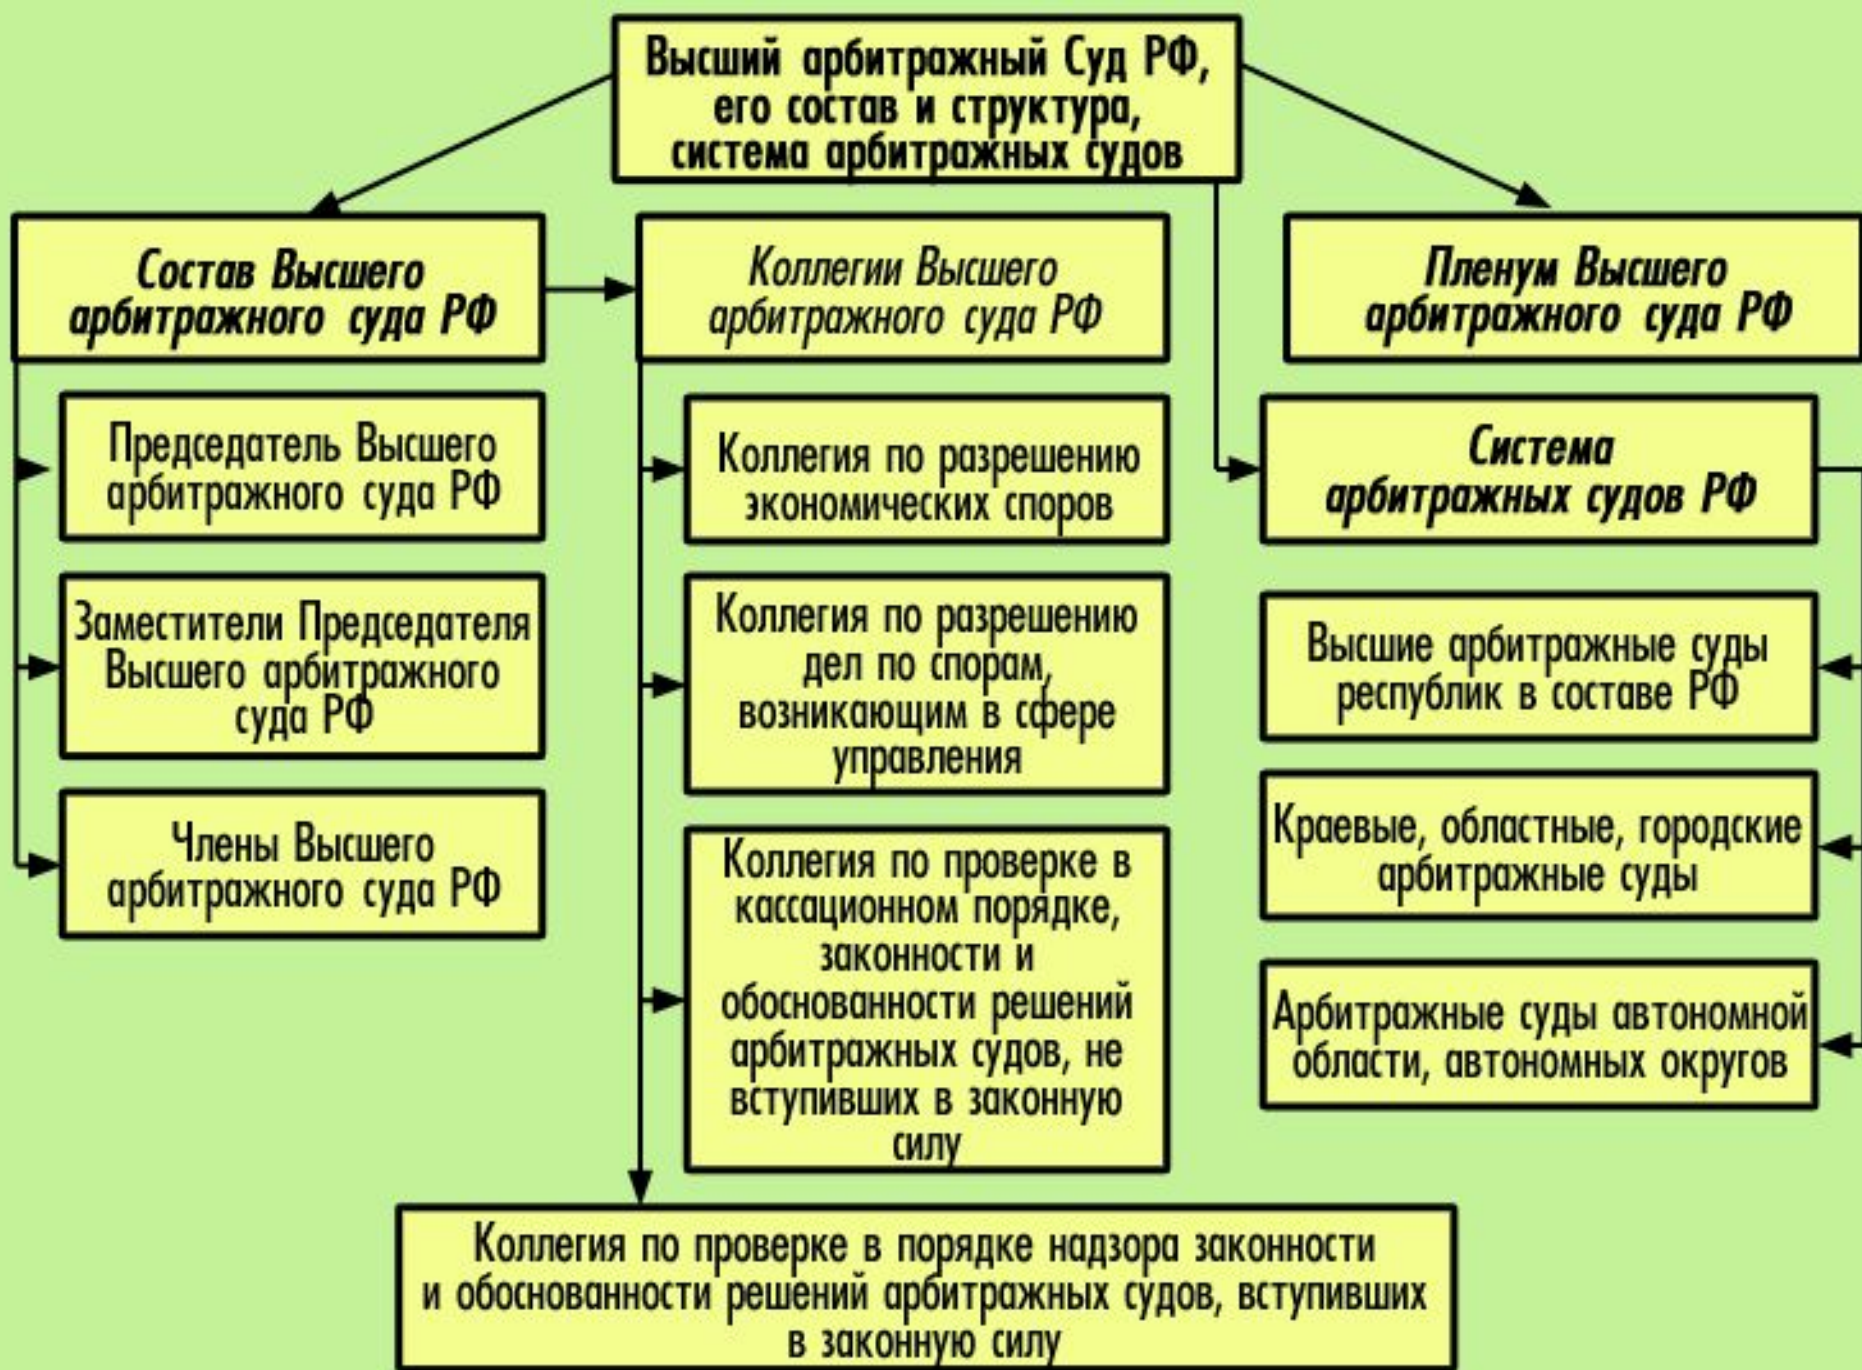 Высший арбитражный Суд РФ,
его состав и структура,
система арбитражных судов
Состав Высшего
арбитражного суда РФ
Коллегии Высшего
арбитражного суда РФ
Пленум Высшего
арбитражного суда РФ
Председатель Высшего
арбитражного суда РФ
Заместители Председателя
Высшего арбитражного
суда РФ
Члены Высшего
арбитражного суда РФ
Коллегия по разрешению
экономических споров
Коллегия по разрешению
дел по спорам,
возникающим в сфере
управления
Коллегия по проверке в
кассационном порядке,
законности и
обоснованности решений
арбитражных судов, не
вступивших в законную
силу
Коллегия по проверке в порядке надзора законности
и обоснованности решений арбитражных судов, вступивших
в законную силу
Система
арбитражных судов РФ
Высшие арбитражные суды
республик в составе РФ
Краевые, областные, городские
арбитражные суды
Арбитражные суды автономной
области, автономных округов